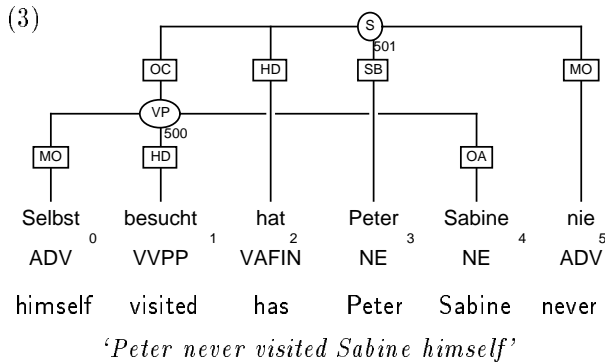 (3)
S
501
OC HD SB MO
VP
500
MO HD OA
Selbst besucht hat Peter Sabine nie
0 1 2 3 4 5
ADV VVPP VAFIN NE NE ADV
himself visited has Peter Sabine never
‘Peter never visited Sabine himself’